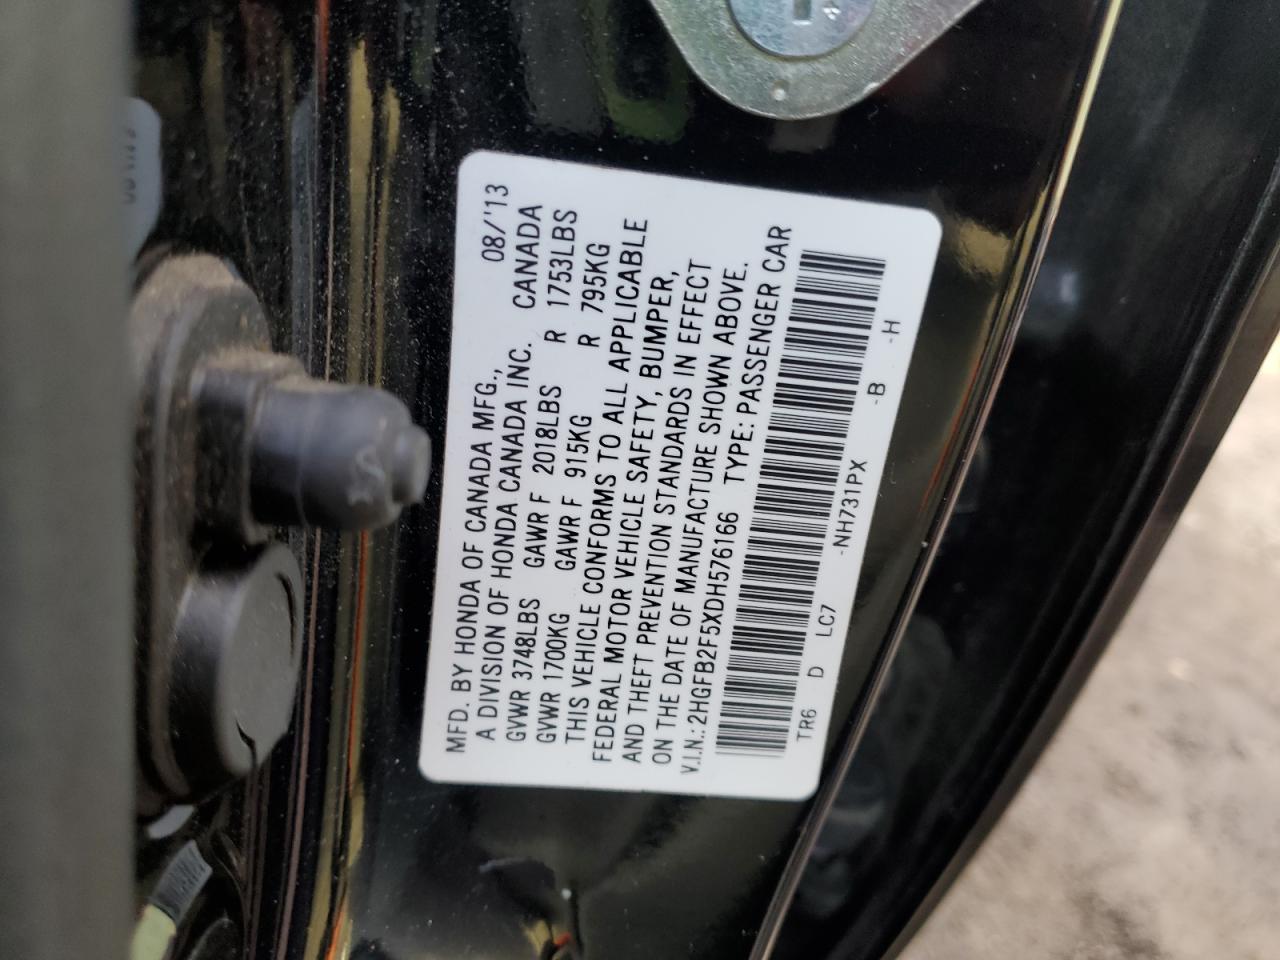 MFD. BY HONDA OF CANADA MFG., 08/'13
A DIVISION OF HONDA CANADA INC. CANADA
GVWR 3748LBS GAWR F 2018LBS R 1753LBS
GVWR 1700KG GAWR F 915KG R 795KG
THIS VEHICLE CONFORMS TO ALL APPLICABLE
FEDERAL MOTOR VEHICLE SAFETY, BUMPER,
AND THEFT PREVENTION STANDARDS IN EFFECT
ON THE DATE OF MANUFACTURE SHOWN ABOVE.
V.I.N.: 2HGFB2F5XDH576166 TYPE: PASSENGER CAR
TR6 D LC7 -NH731PX -B -H